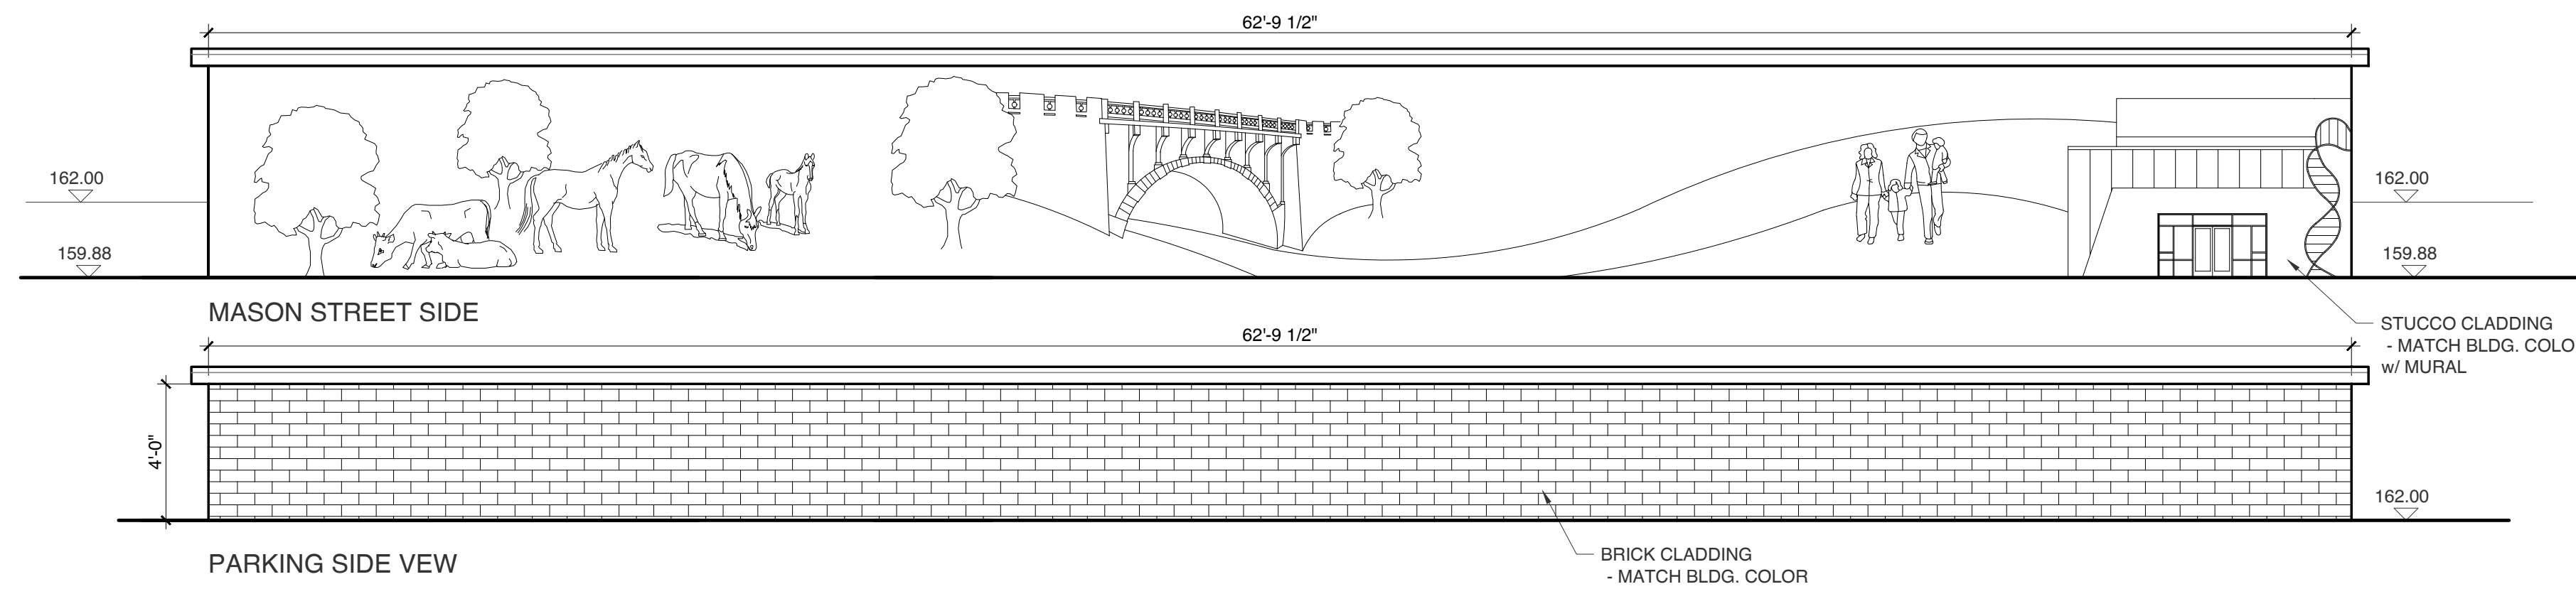 62'-9 1/2"
162.00
162.00
159.88
159.88
MASON STREET SIDE
STUCCO CLADDING
- MATCH BLDG. COLO
w/ MURAL
62'-9 1/2"
4'-0"
162.00
BRICK CLADDING
- MATCH BLDG. COLOR
PARKING SIDE VEW